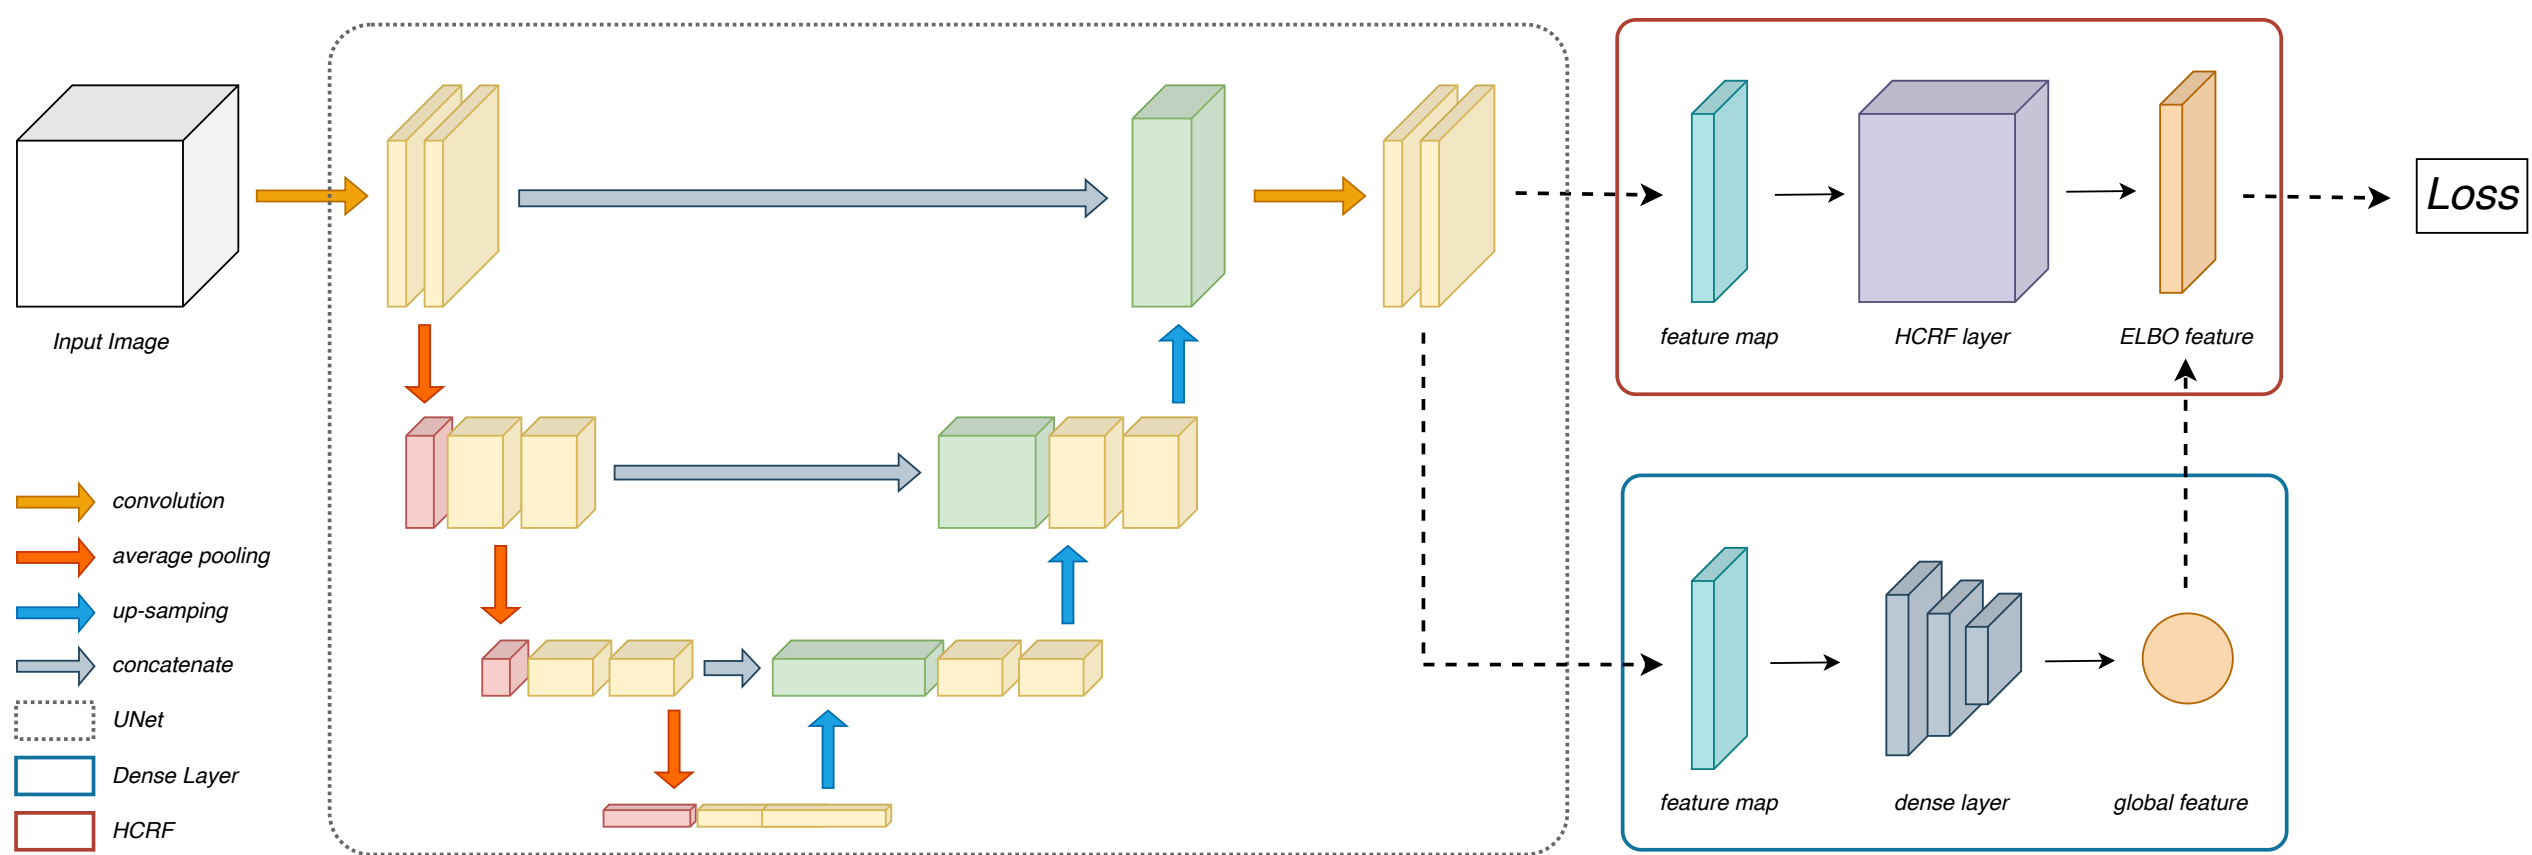 Input Image
convolution
average pooling
up-samping
concatenate
UNet
Dense Layer
HCRF
feature map
HCRF layer
ELBO feature
Loss
feature map
dense layer
global feature